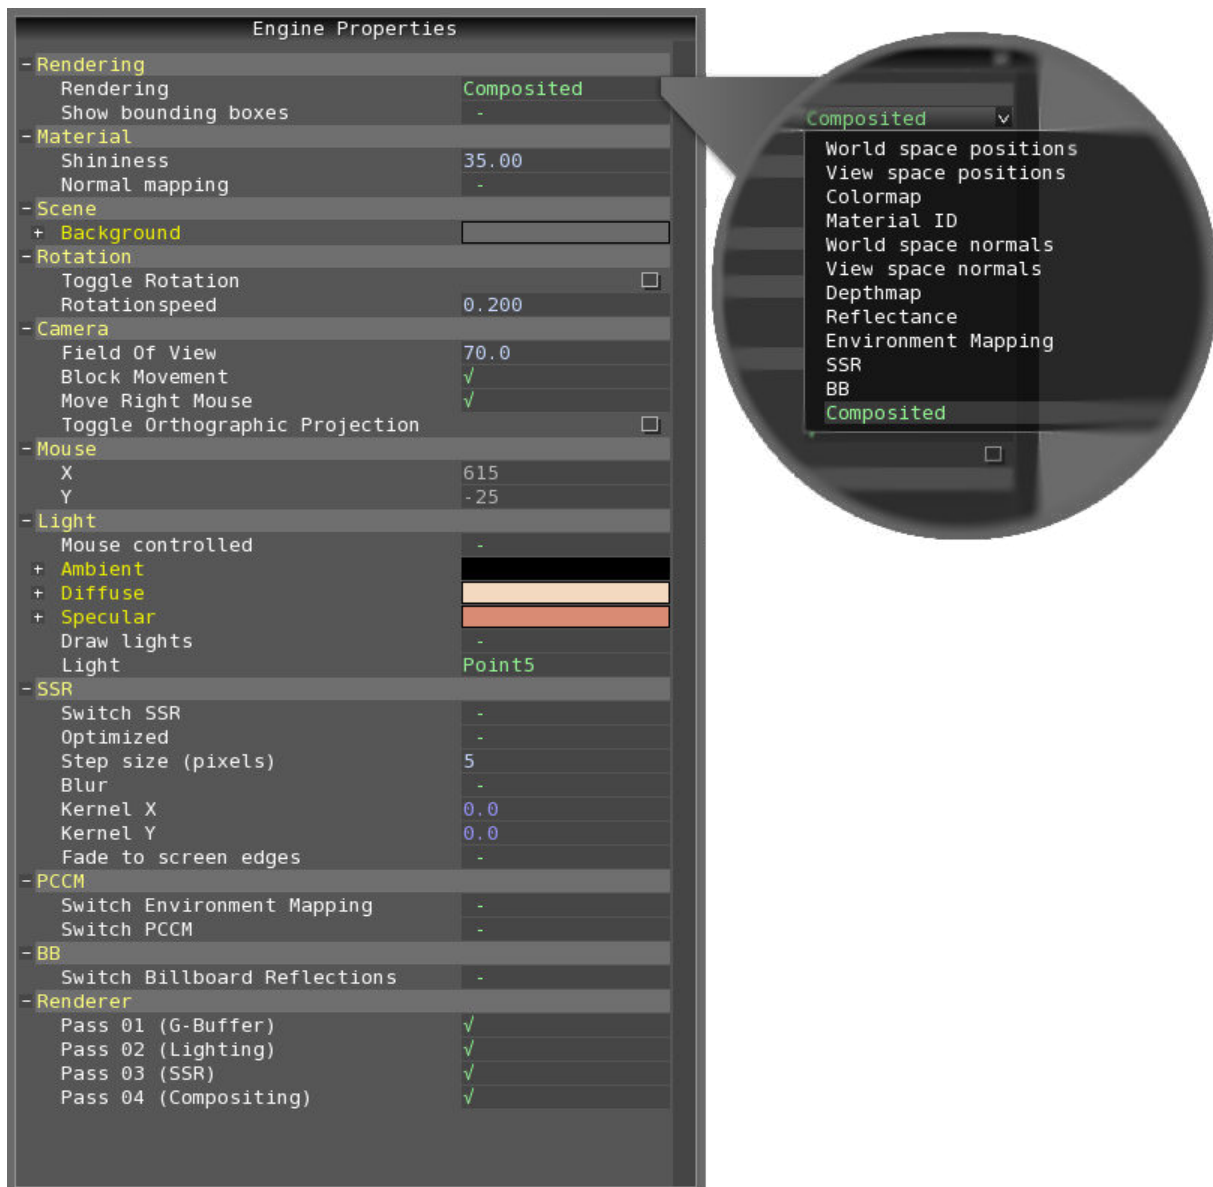 Engine Properties
-Rendering
Rendering Composited
Show bounding boxes -
-Material
Shininess 35.00
Normal mapping -
-Scene
+ Background
-Rotation
Toggle Rotation
Rotationspeed 0.200
-Camera
Field Of View 70.0
Block Movement √
Move Right Mouse √
Toggle Orthographic Projection
-Mouse
X 615
Y -25
-Light
Mouse controlled -
+ Ambient
+ Diffuse
+ Specular
Draw lights -
Light Point5
-SSR
Switch SSR -
Optimized -
Step size (pixels) 5
Blur -
Kernel X 0.0
Kernel Y 0.0
Fade to screen edges -
-PCCM
Switch Environment Mapping -
Switch PCCM -
-BB
Switch Billboard Reflections -
-Renderer
Pass 01 (G-Buffer) √
Pass 02 (Lighting) √
Pass 03 (SSR) √
Pass 04 (Compositing) √
Composited
World space positions
View space positions
Colormap
Material ID
World space normals
View space normals
Depthmap
Reflectance
Environment Mapping
SSR
BB
Composited